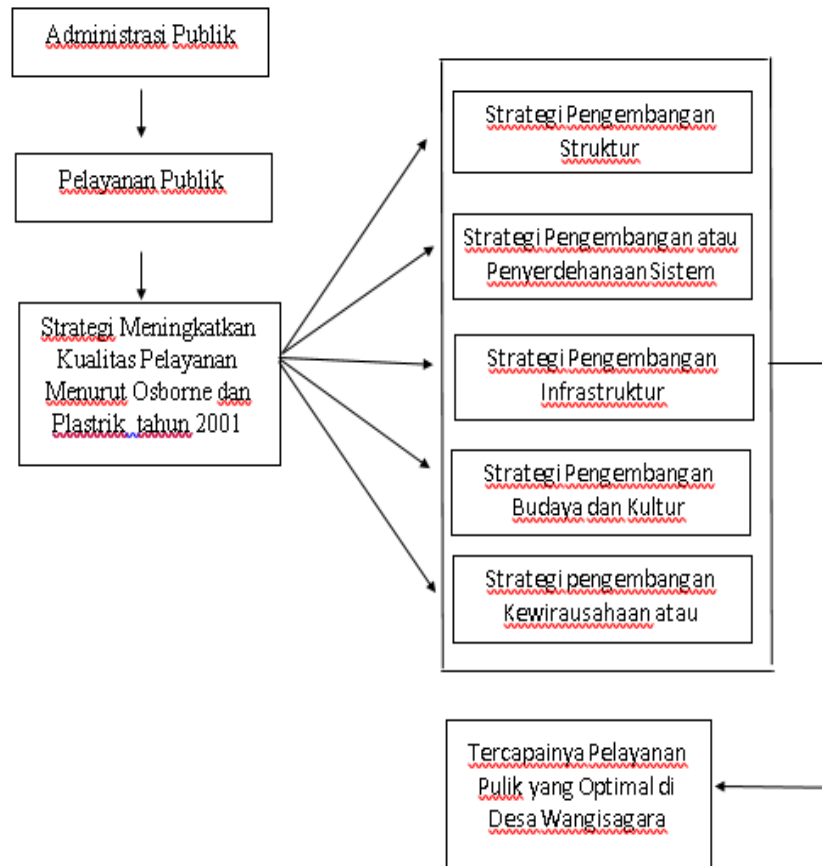 Administrasi Publik
Pelayanan Publik
Strategi Meningkatkan
Kualitas Pelayanan
Menurut Osborne dan
Plastrik tahun 2001
Strategi Pengembangan
Struktur
Strategi Pengembangan atau
Penyerdehanaan Sistem
Strategi Pengembangan
Infrastruktur
Strategi Pengembangan
Budaya dan Kultur
Strategi pengembangan
Kewirausahaan atau
Tercapainya Pelayanan
Pulik yang Optimal di
Desa Wangisagara